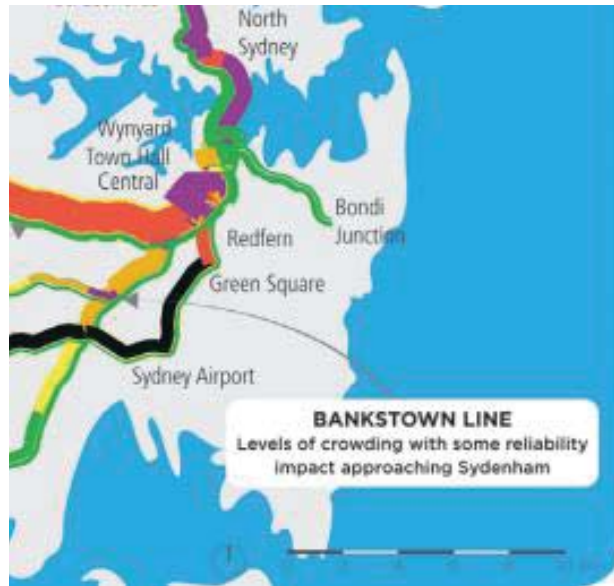 North
Sydney
Wynyard
Town Hall
Central
Bondi
Junction
Redfern
Green Square
Sydney Airport
BANKSTOWN LINE
Levels of crowding with some reliability
impact approaching Sydenham